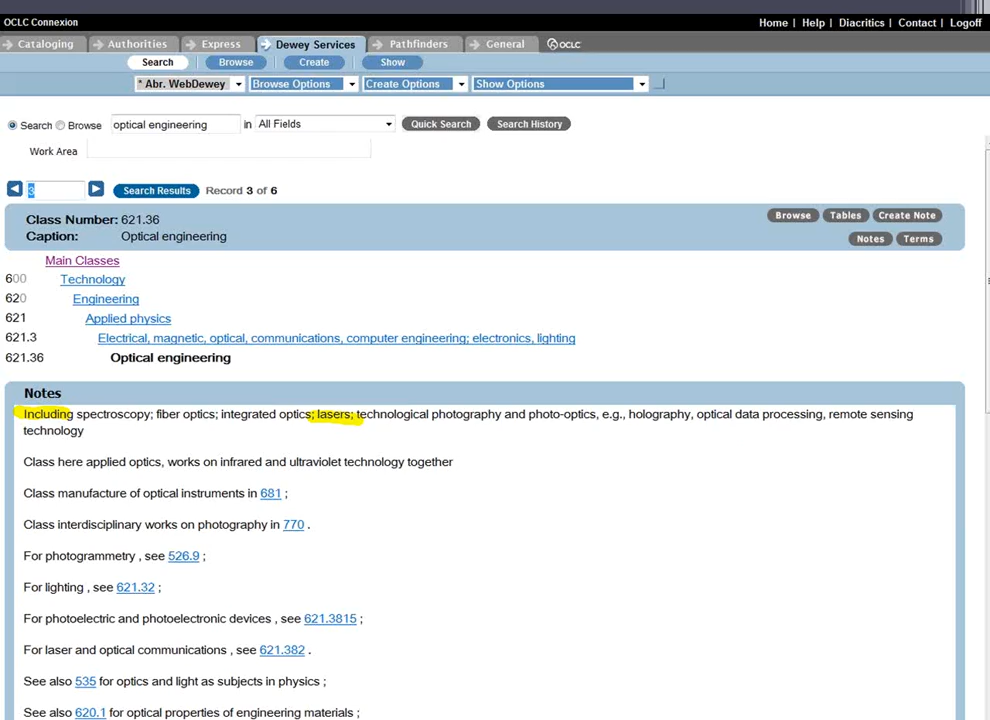 OCLC Connexion
Home | Help | Diacritics | Contact | Logoff
Cataloging Authorities Express Dewey Services Pathfinders General OCLC
Search Browse Create Show
* Abr. WebDewey Browse Options Create Options Show Options
Search Browse optical engineering in All Fields Quick Search Search History
Work Area
3 Search Results Record 3 of 6
Class Number: 621.36 Browse Tables Create Note
Caption: Optical engineering Notes Terms
Main Classes
600 Technology
620 Engineering
621 Applied physics
621.3 Electrical, magnetic, optical, communications, computer engineering; electronics, lighting
621.36 Optical engineering
Notes
Including spectroscopy; fiber optics; integrated optics; lasers; technological photography and photo-optics, e.g., holography, optical data processing, remote sensing
technology
Class here applied optics, works on infrared and ultraviolet technology together
Class manufacture of optical instruments in 681 ;
Class interdisciplinary works on photography in 770 .
For photogrammetry , see 526.9 ;
For lighting , see 621.32 ;
For photoelectric and photoelectronic devices , see 621.3815 ;
For laser and optical communications , see 621.382 .
See also 535 for optics and light as subjects in physics ;
See also 620.1 for optical properties of engineering materials ;